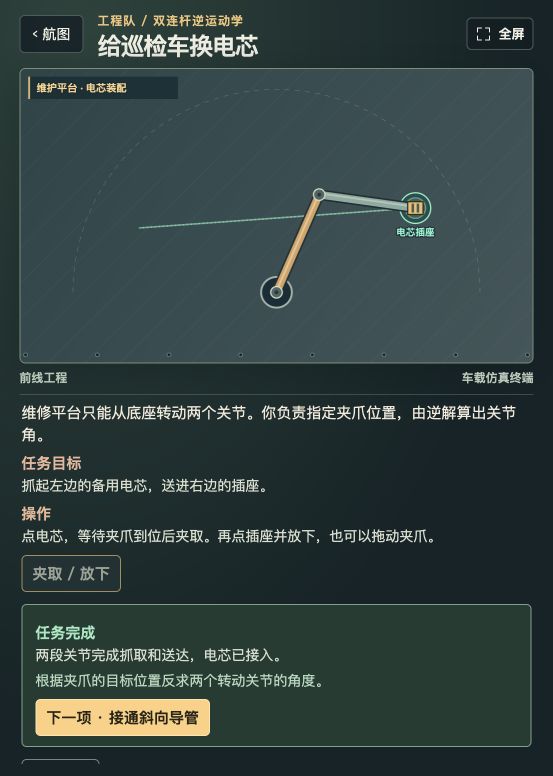 ‹ 航图
工程队 / 双连杆逆运动学
给巡检车换电芯
全屏
维护平台 · 电芯装配
电芯插座
前线工程
车载仿真终端
维修平台只能从底座转动两个关节。你负责指定夹爪位置，由逆解算出关节
角。
任务目标
抓起左边的备用电芯，送进右边的插座。
操作
点电芯，等待夹爪到位后夹取。再点插座并放下，也可以拖动夹爪。
夹取 / 放下
任务完成
两段关节完成抓取和送达，电芯已接入。
根据夹爪的目标位置反求两个转动关节的角度。
下一项 · 接通斜向导管